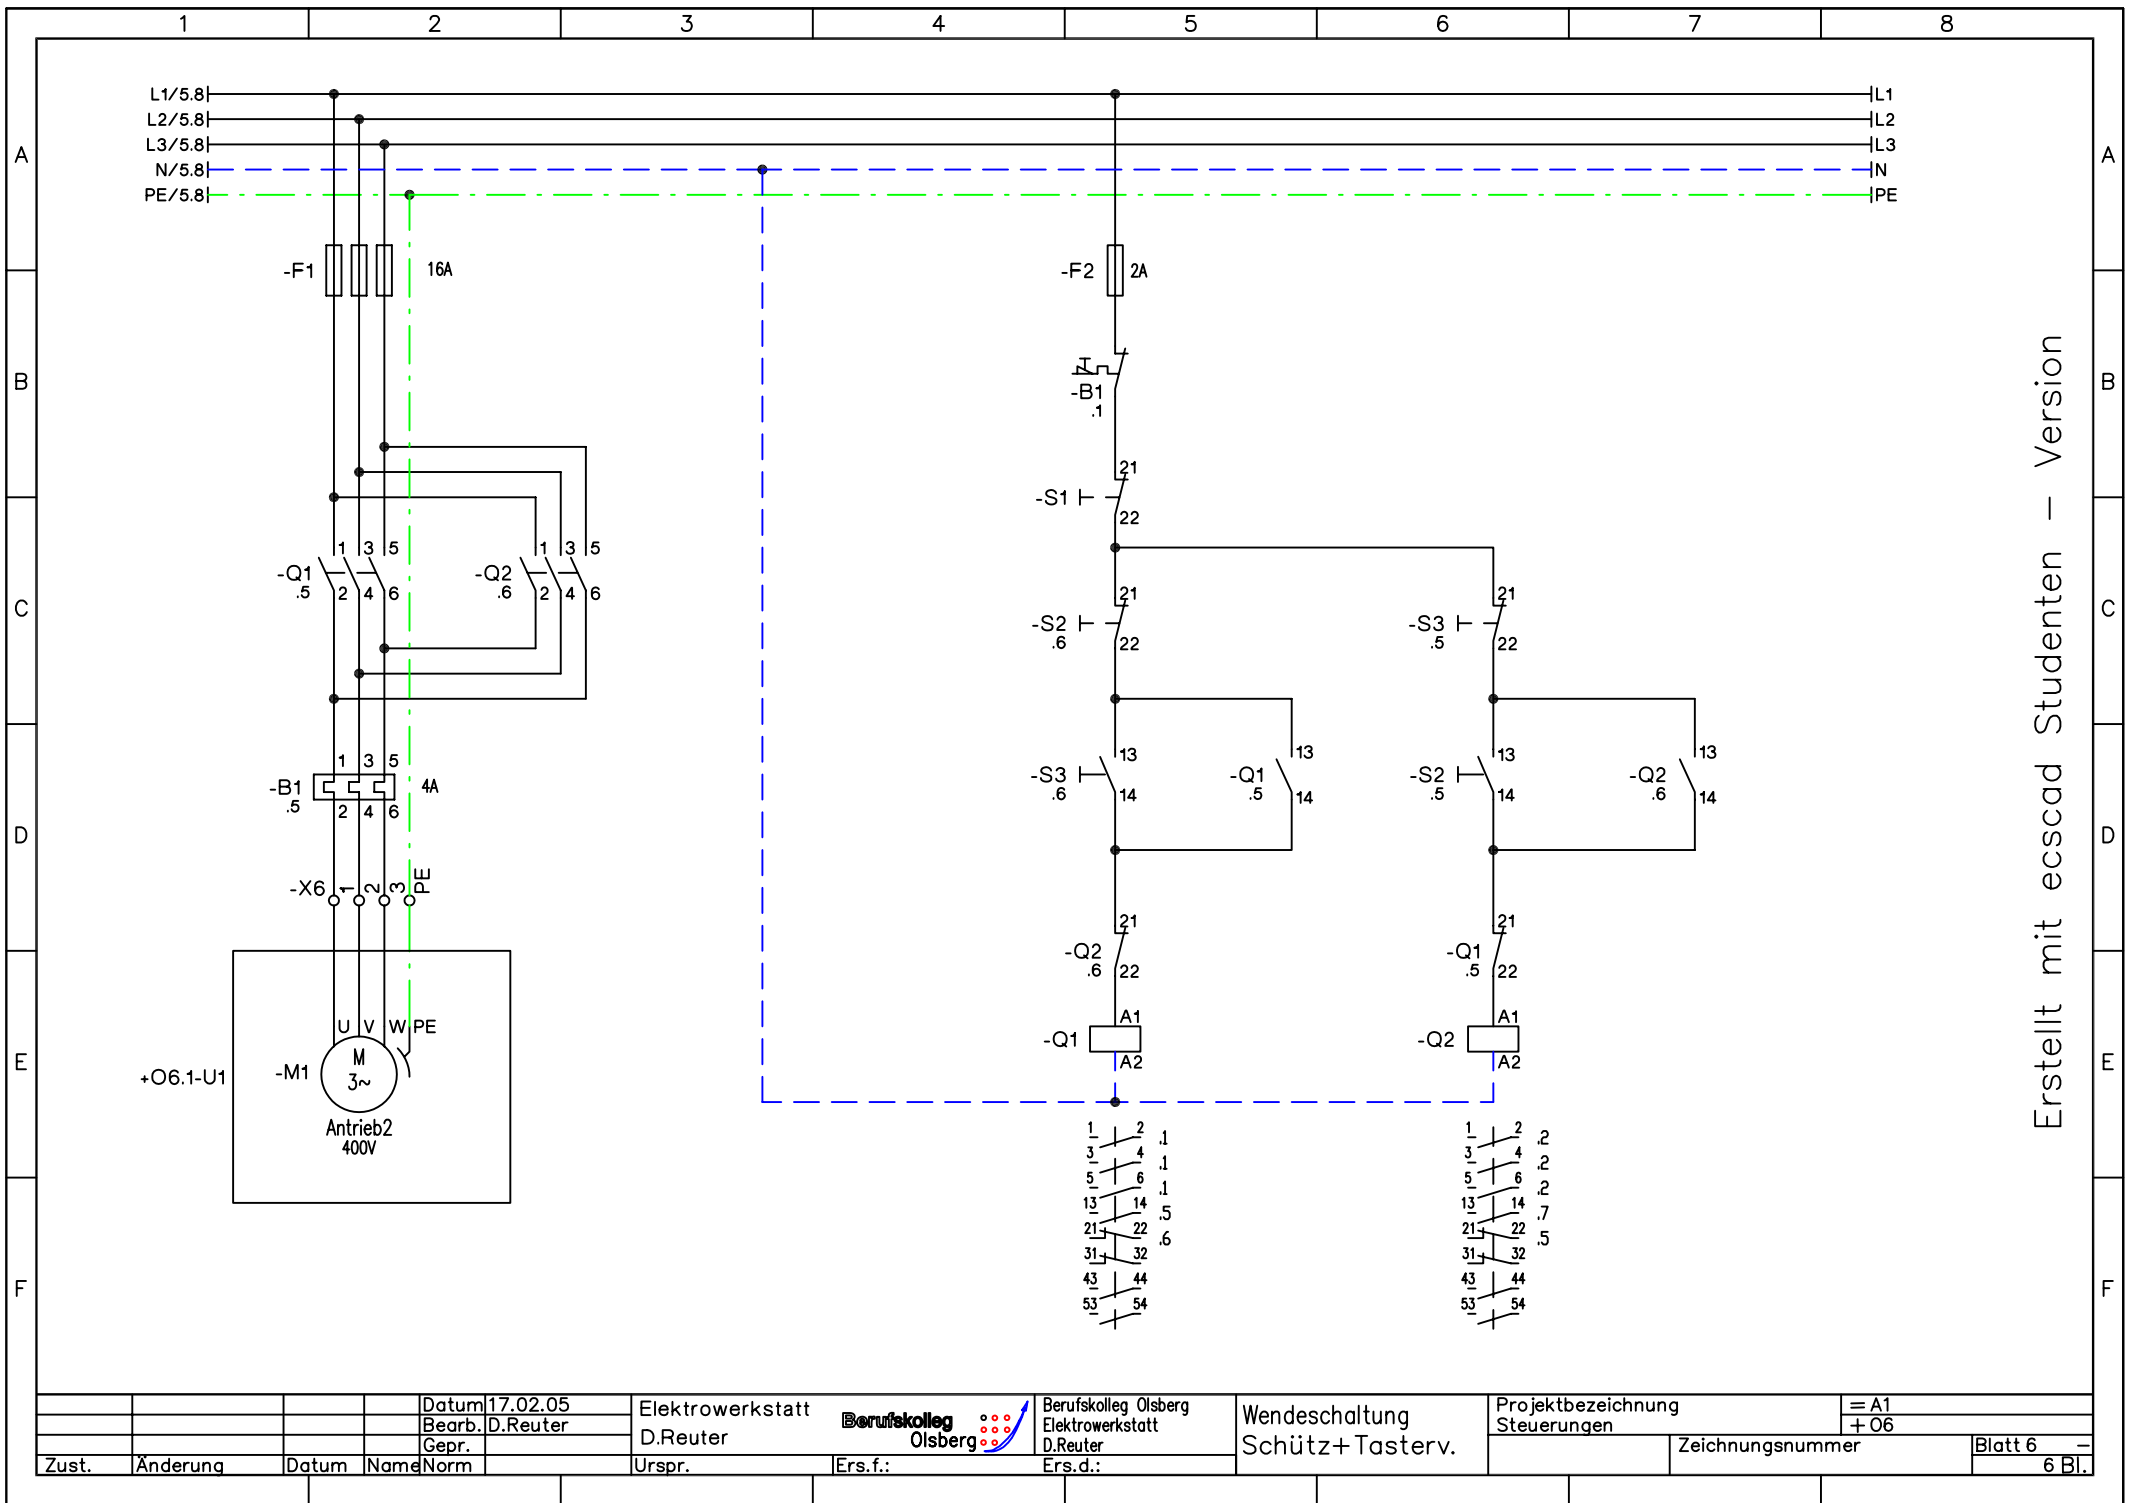 1 2 3 4 5 6 7 8
L1/5.8 L1
L2/5.8 L2
L3/5.8 L3
A N/5.8 N A
PE/5.8 PE
-F1 16A -F2 2A
B -B1 B
.1
21
-S1
22
1 3 5 1 3 5
-Q1 -Q2
.5 2 4 6 .6 2 4 6
21 21
C -S2 -S3 C
.6 22 .5 22
1 3 5 13 13 13 13
-B1 4A -S3 -Q1 -S2 -Q2
.5 2 4 6 .6 14 .5 14 .5 14 .6 14
D D
-X6 1 2 3 PE
21 21
-Q2 -Q1
.6 22 .5 22
U V W PE A1 A1
-Q1 -Q2
A2 A2
E M E
3~
+O6.1-U1 -M1
Antrieb2
400V
1 2 .1 1 2 .2
3 4 .1 3 4 .2
5 6 .1 5 6 .2
13 14 .5 13 14 .7
21 22 .6 21 22 .5
31 32 31 32
43 44 43 44
53 54 53 54
F F
Erstellt mit ecscad Studenten – Version
Datum 17.02.05
Bearb. D.Reuter
Gepr.
Zust. Änderung Datum Name Norm
Elektrowerkstatt
D.Reuter
Urspr. Ers.f.: Ers.d.:
Berufskolleg
Olsberg
Berufskolleg Olsberg
Elektrowerkstatt
D.Reuter
Wendeschaltung
Schütz+Tasterv.
Projektbezeichnung
Steuerungen
= A1
+ O6
Zeichnungsnummer
Blatt 6 –
6 Bl.